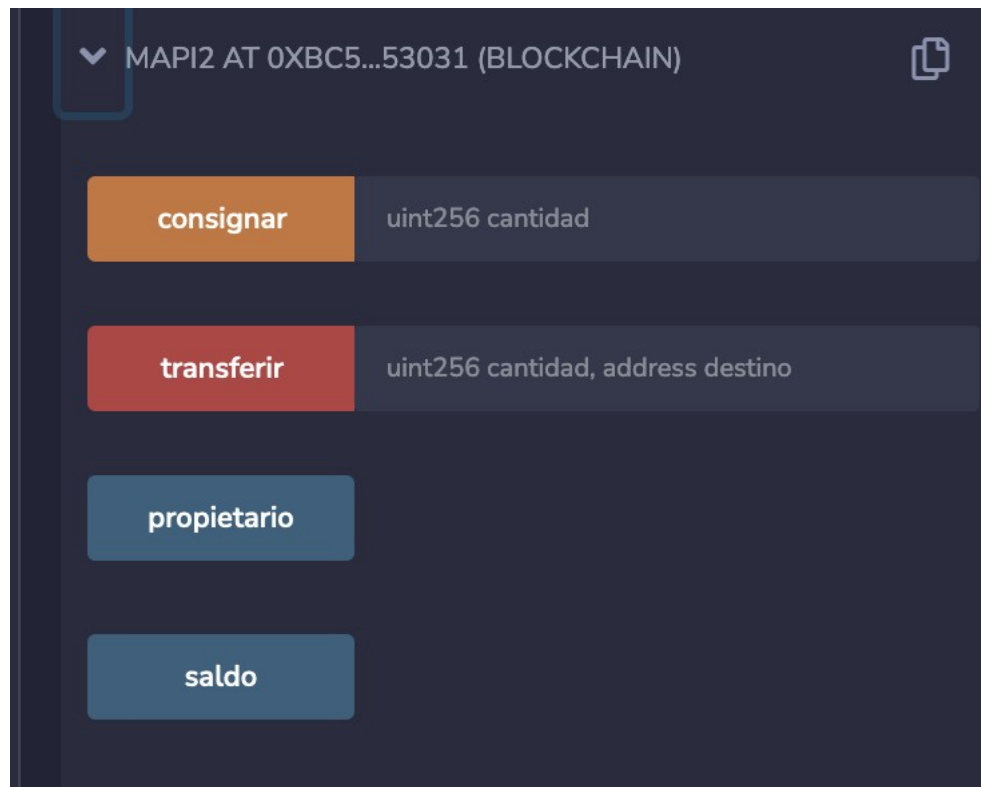 MAPI2 AT 0XBC5...53031 (BLOCKCHAIN)
consignar uint256 cantidad
transferir uint256 cantidad, address destino
propietario
saldo